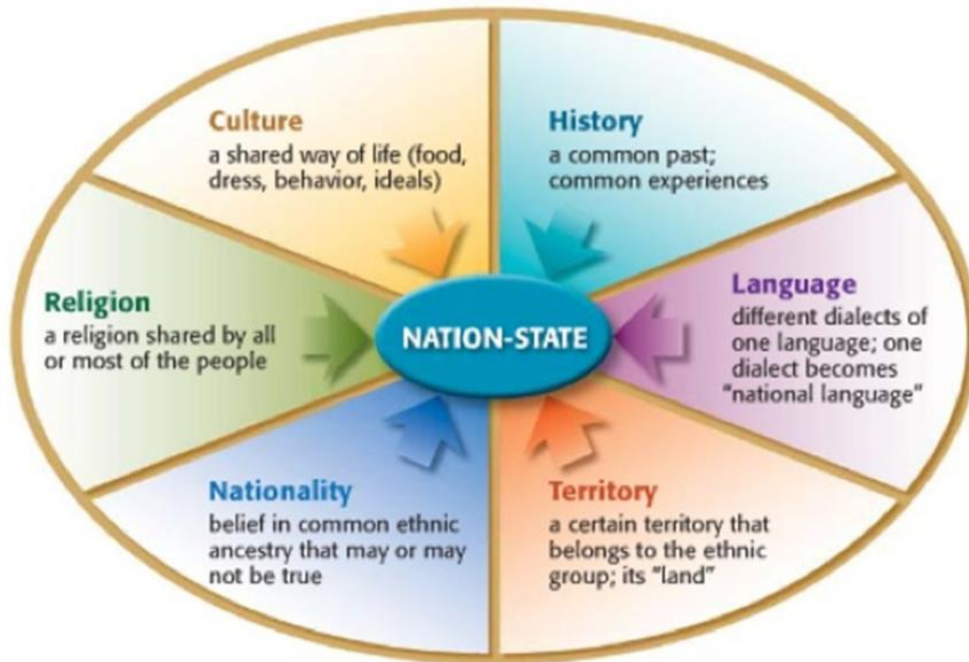 Culture
a shared way of life (food,
dress, behavior, ideals)
History
a common past;
common experiences
Religion
a religion shared by all
or most of the people
NATION-STATE
Language
different dialects of
one language; one
dialect becomes
"national language"
Nationality
belief in common ethnic
ancestry that may or may
not be true
Territory
a certain territory that
belongs to the ethnic
group; its "land"